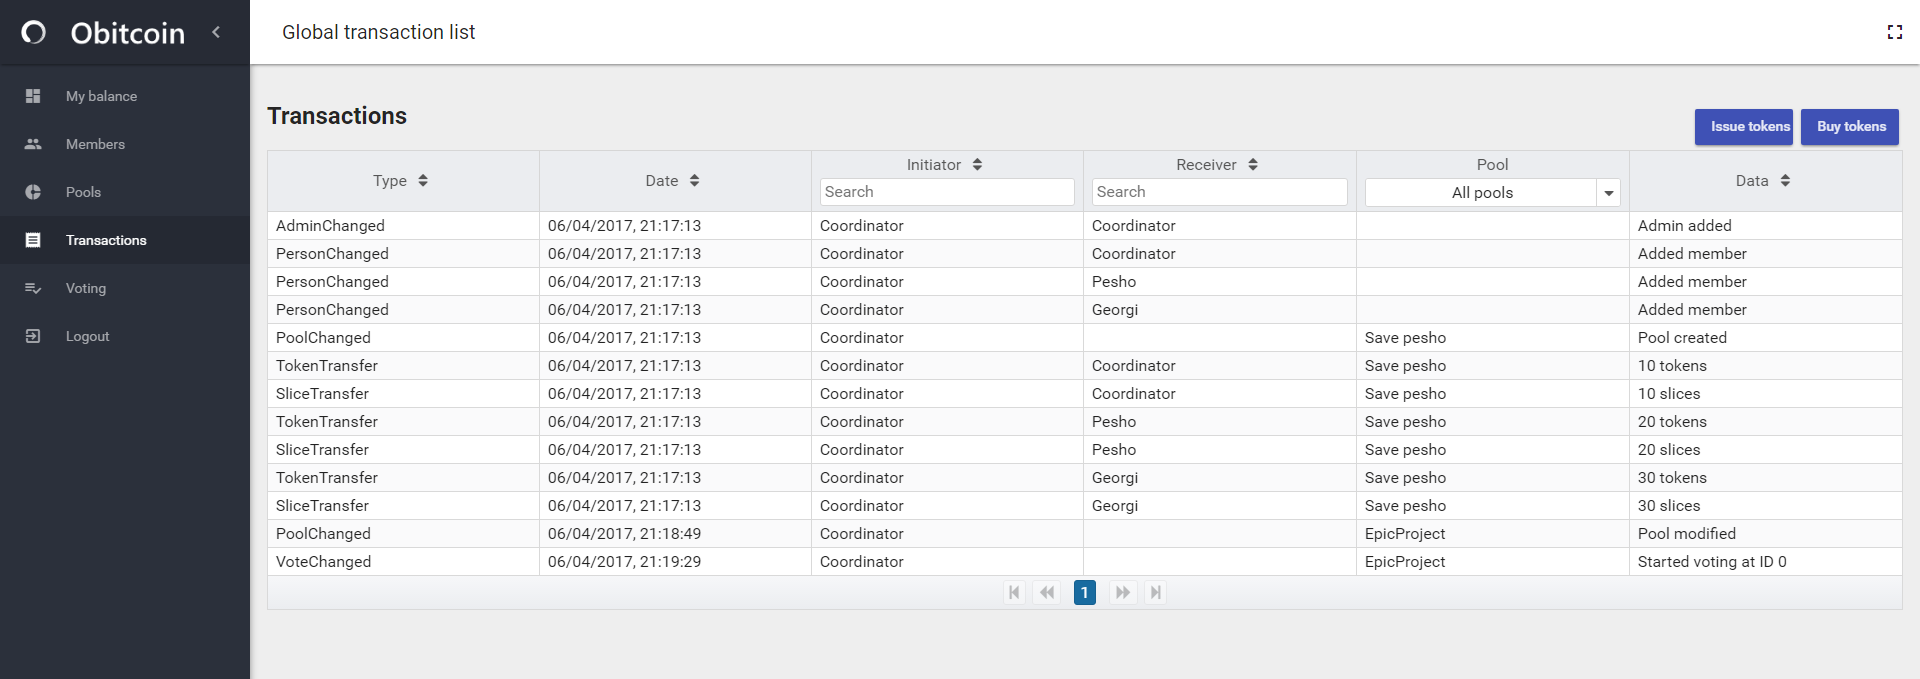 Obitcoin
Global transaction list
My balance
Members
Pools
Transactions
Voting
Logout
Transactions
Issue tokens
Buy tokens
Type Date Initiator Receiver Pool Data
Search Search All pools
AdminChanged 06/04/2017, 21:17:13 Coordinator Coordinator Admin added
PersonChanged 06/04/2017, 21:17:13 Coordinator Coordinator Added member
PersonChanged 06/04/2017, 21:17:13 Coordinator Pesho Added member
PersonChanged 06/04/2017, 21:17:13 Coordinator Georgi Added member
PoolChanged 06/04/2017, 21:17:13 Coordinator Save pesho Pool created
TokenTransfer 06/04/2017, 21:17:13 Coordinator Coordinator Save pesho 10 tokens
SliceTransfer 06/04/2017, 21:17:13 Coordinator Coordinator Save pesho 10 slices
TokenTransfer 06/04/2017, 21:17:13 Coordinator Pesho Save pesho 20 tokens
SliceTransfer 06/04/2017, 21:17:13 Coordinator Pesho Save pesho 20 slices
TokenTransfer 06/04/2017, 21:17:13 Coordinator Georgi Save pesho 30 tokens
SliceTransfer 06/04/2017, 21:17:13 Coordinator Georgi Save pesho 30 slices
PoolChanged 06/04/2017, 21:18:49 Coordinator EpicProject Pool modified
VoteChanged 06/04/2017, 21:19:29 Coordinator EpicProject Started voting at ID 0
1